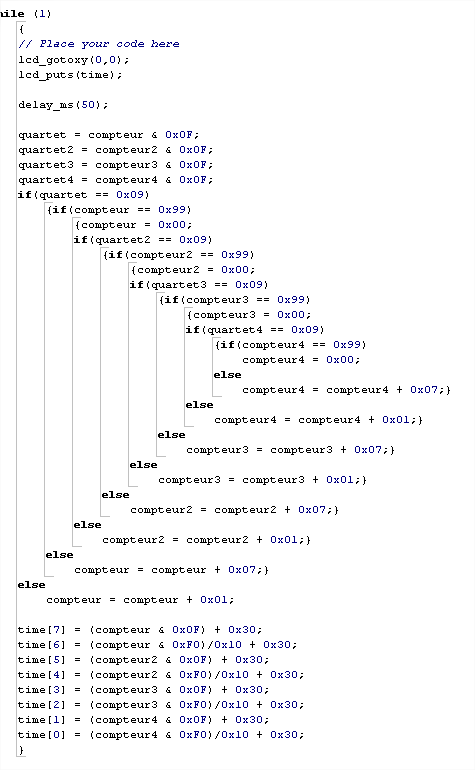 hile (1)
{
// Place your code here
lcd_gotoxy(0,0);
lcd_puts(time);
delay_ms(50);
quartet = compteur & 0x0F;
quartet2 = compteur2 & 0x0F;
quartet3 = compteur3 & 0x0F;
quartet4 = compteur4 & 0x0F;
if(quartet == 0x09)
{if(compteur == 0x99)
{compteur = 0x00;
if(quartet2 == 0x09)
{if(compteur2 == 0x99)
{compteur2 = 0x00;
if(quartet3 == 0x09)
{if(compteur3 == 0x99)
{compteur3 = 0x00;
if(quartet4 == 0x09)
{if(compteur4 == 0x99)
compteur4 = 0x00;
else
compteur4 = compteur4 + 0x07;}
else
compteur4 = compteur4 + 0x01;}
else
compteur3 = compteur3 + 0x07;}
else
compteur3 = compteur3 + 0x01;}
else
compteur2 = compteur2 + 0x07;}
else
compteur2 = compteur2 + 0x01;}
else
compteur = compteur + 0x07;}
else
compteur = compteur + 0x01;
time[7] = (compteur & 0x0F) + 0x30;
time[6] = (compteur & 0xF0)/0x10 + 0x30;
time[5] = (compteur2 & 0x0F) + 0x30;
time[4] = (compteur2 & 0xF0)/0x10 + 0x30;
time[3] = (compteur3 & 0x0F) + 0x30;
time[2] = (compteur3 & 0xF0)/0x10 + 0x30;
time[1] = (compteur4 & 0x0F) + 0x30;
time[0] = (compteur4 & 0xF0)/0x10 + 0x30;
}